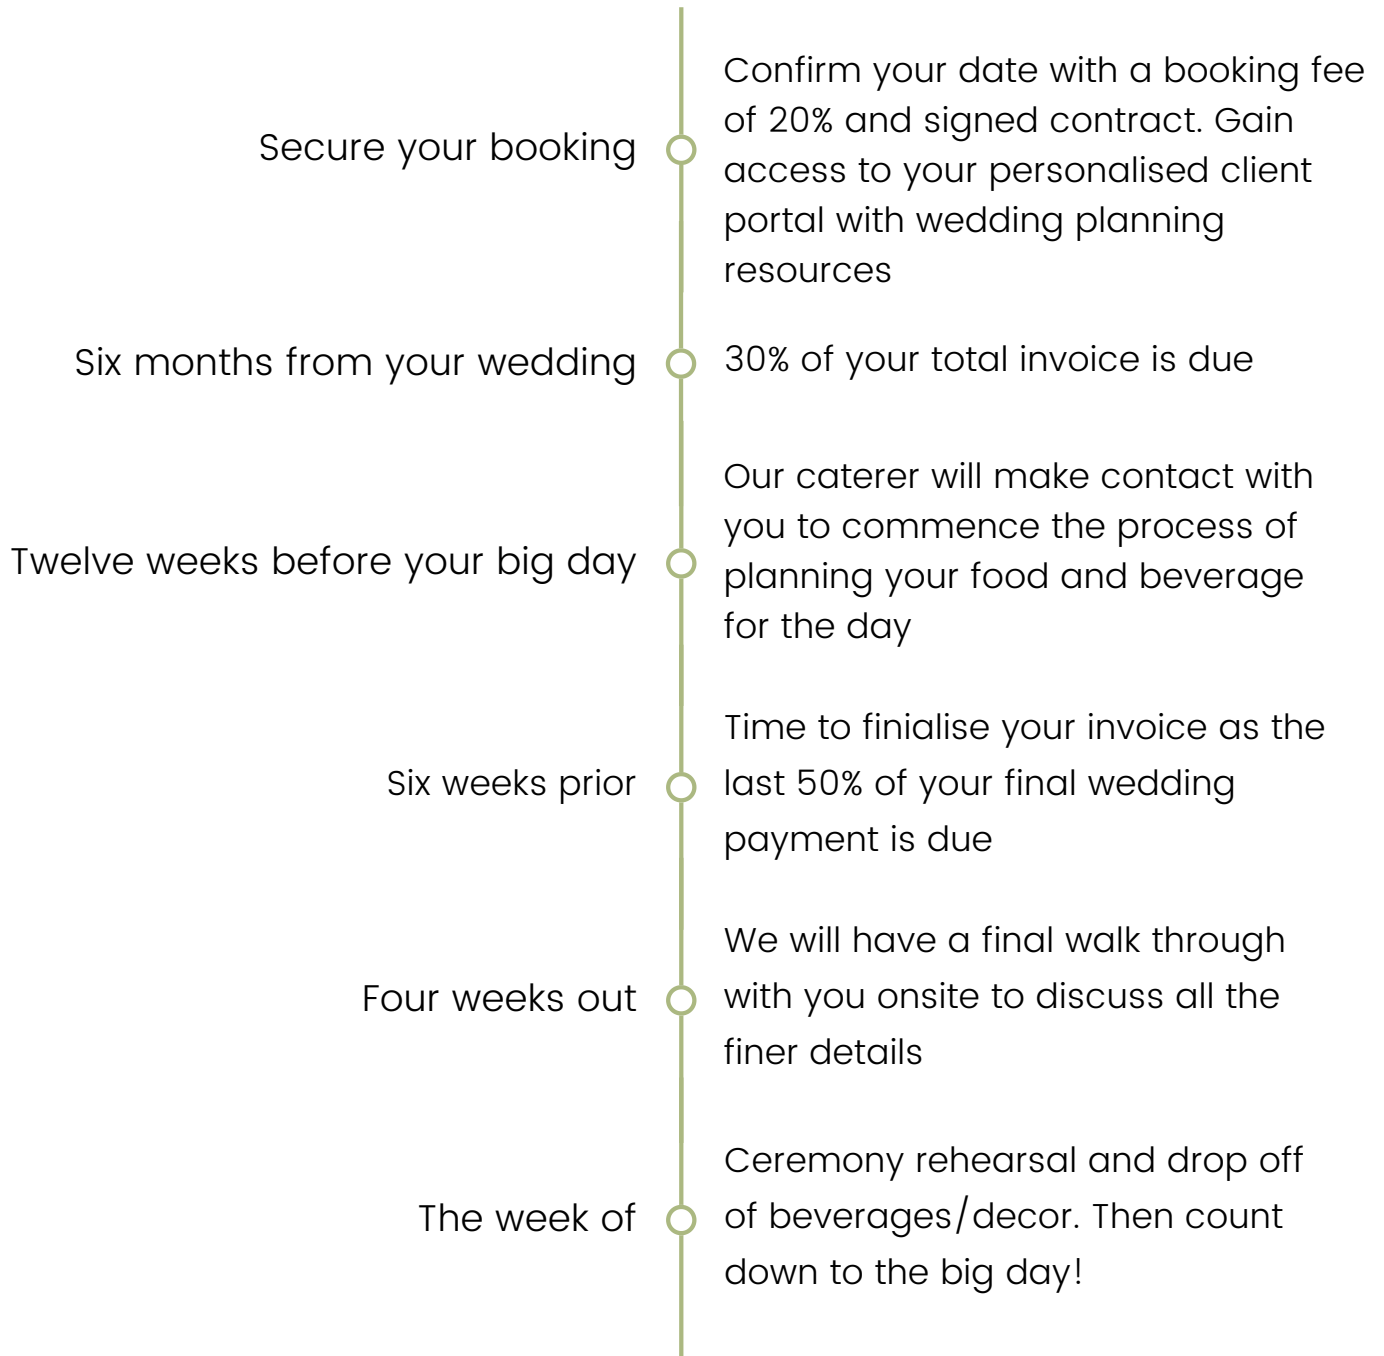 Secure your booking
Confirm your date with a booking fee
of 20% and signed contract. Gain
access to your personalised client
portal with wedding planning
resources
Six months from your wedding
30% of your total invoice is due
Twelve weeks before your big day
Our caterer will make contact with
you to commence the process of
planning your food and beverage
for the day
Six weeks prior
Time to finialise your invoice as the
last 50% of your final wedding
payment is due
Four weeks out
We will have a final walk through
with you onsite to discuss all the
finer details
The week of
Ceremony rehearsal and drop off
of beverages/decor. Then count
down to the big day!